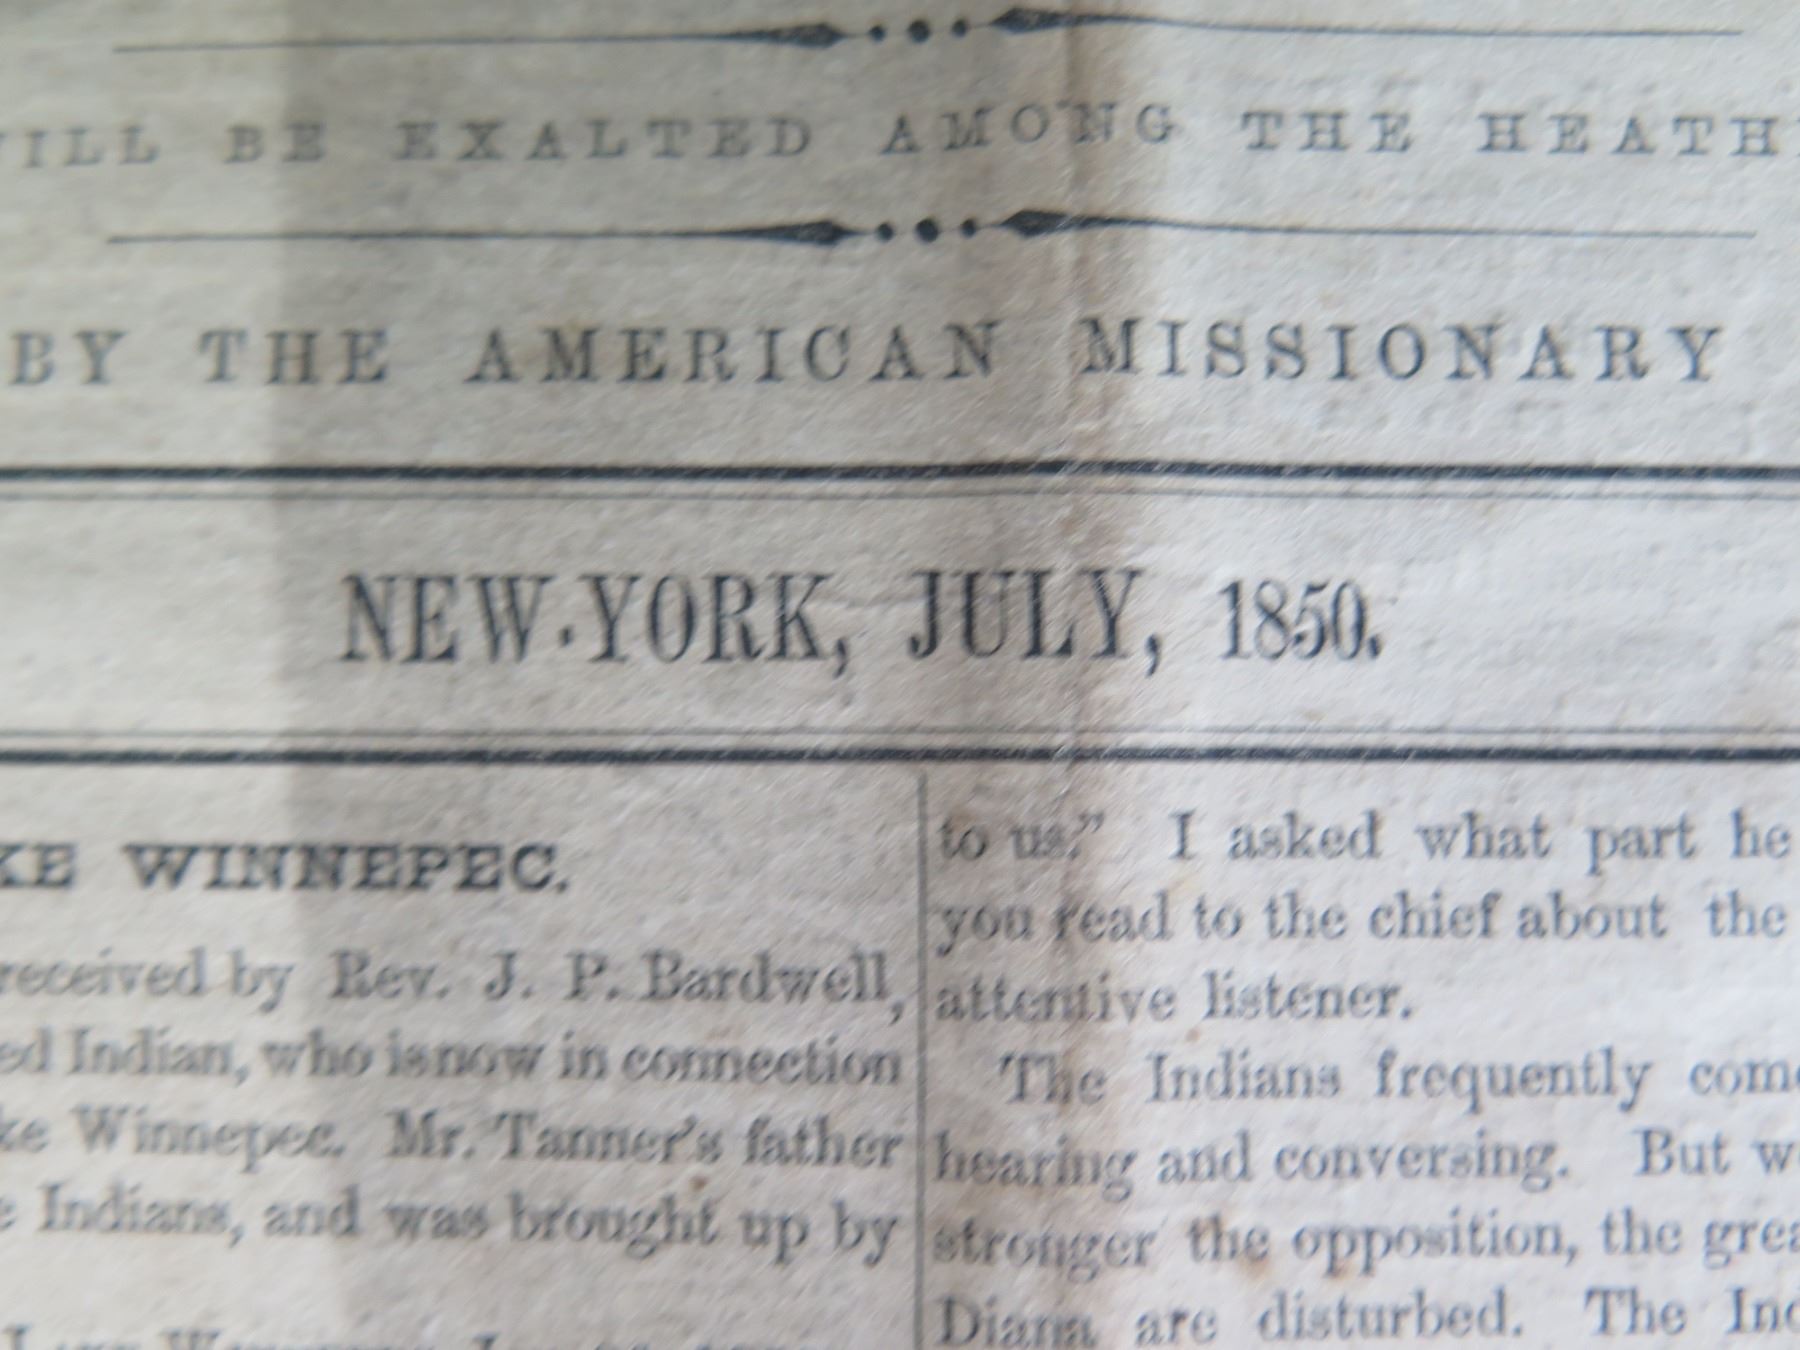 ILL BE EXALTED AMONG THE HEATH
BY THE AMERICAN MISSIONARY
NEW-YORK, JULY, 1850.
KE WINNEPEC.
received by Rev. J. P. Bardwell,
ed Indian, who is now in connection
ke Winnepec. Mr. Tanner's father
e Indians, and was brought up by
to us." I asked what part he
you read to the chief about the
attentive listener.
The Indians frequently com
hearing and conversing. But w
stronger the opposition, the grea
Diana are disturbed. The Ind